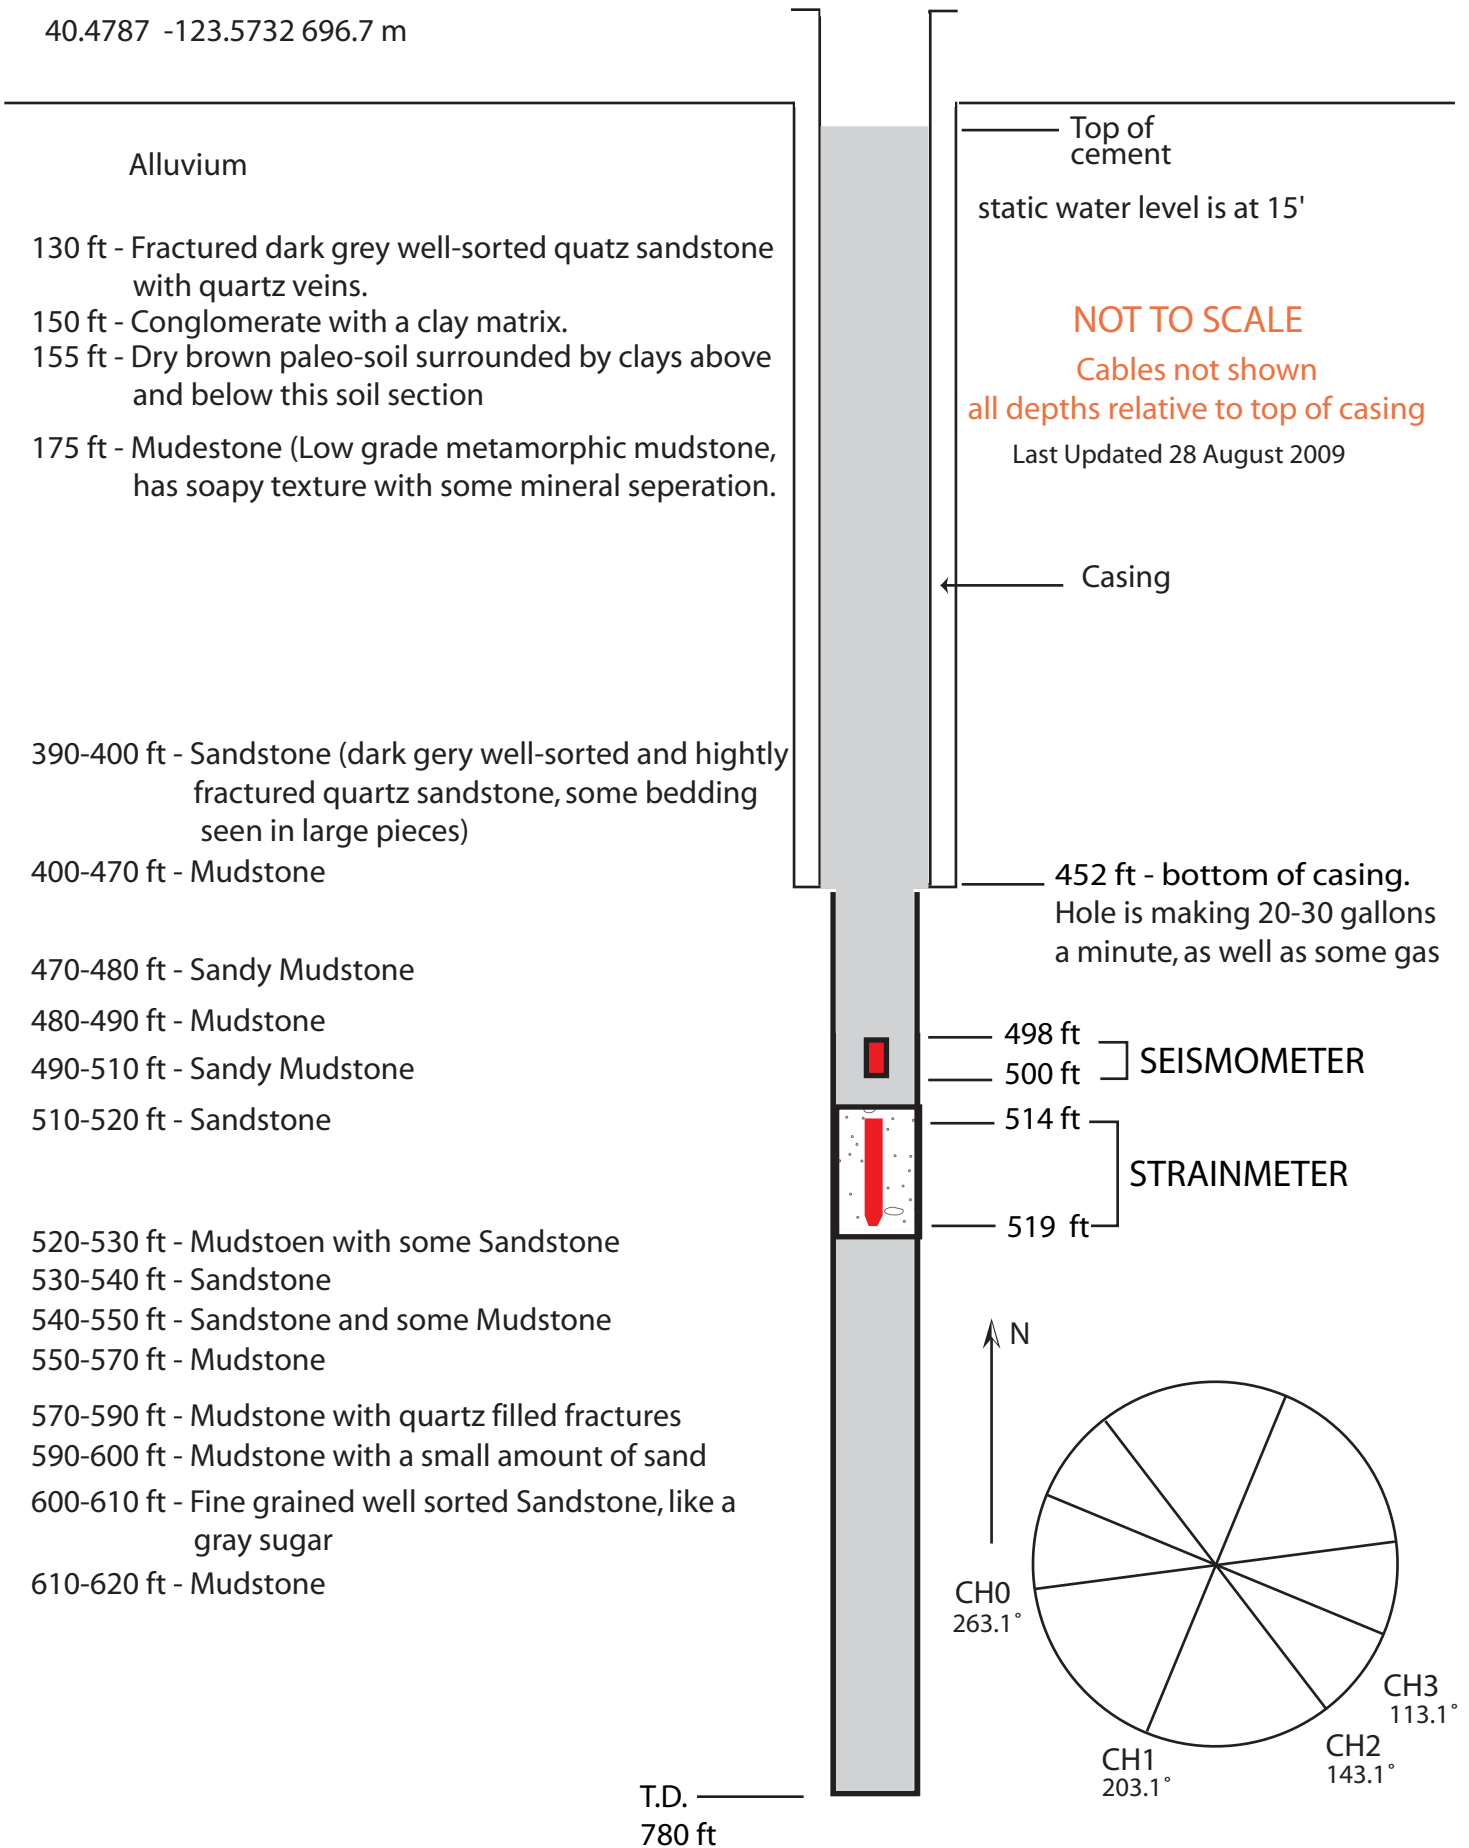 40.4787  -123.5732 696.7 m
Alluvium
130 ft - Fractured dark grey well-sorted quatz sandstone
with quartz veins.
150 ft - Conglomerate with a clay matrix.
155 ft - Dry brown paleo-soil surrounded by clays above
and below this soil section
175 ft - Mudestone (Low grade metamorphic mudstone,
has soapy texture with some mineral seperation.
390-400 ft - Sandstone (dark gery well-sorted and hightly
fractured quartz sandstone, some bedding
seen in large pieces)
400-470 ft - Mudstone
470-480 ft - Sandy Mudstone
480-490 ft - Mudstone
490-510 ft - Sandy Mudstone
510-520 ft - Sandstone
520-530 ft - Mudstoen with some Sandstone
530-540 ft - Sandstone
540-550 ft - Sandstone and some Mudstone
550-570 ft - Mudstone
570-590 ft - Mudstone with quartz filled fractures
590-600 ft - Mudstone with a small amount of sand
600-610 ft - Fine grained well sorted Sandstone, like a
gray sugar
610-620 ft - Mudstone
T.D.
780 ft
Top of
cement
static water level is at 15'
NOT TO SCALE
Cables not shown
all depths relative to top of casing
Last Updated 28 August 2009
Casing
452 ft - bottom of casing.
Hole is making 20-30 gallons
a minute, as well as some gas
498 ft
500 ft
SEISMOMETER
514 ft
519  ft
STRAINMETER
N
CH0
263.1°
CH1
203.1°
CH2
143.1°
CH3
113.1°